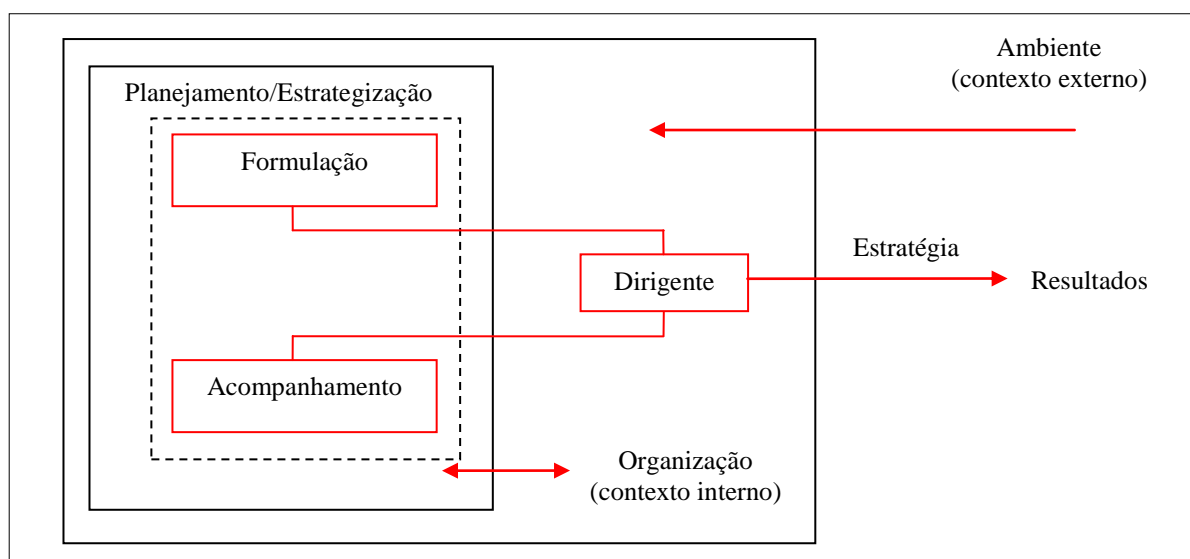 Ambiente
(contexto externo)
Planejamento/Estrategização
Formulação
Estratégia
Dirigente
Resultados
Acompanhamento
Organização
(contexto interno)